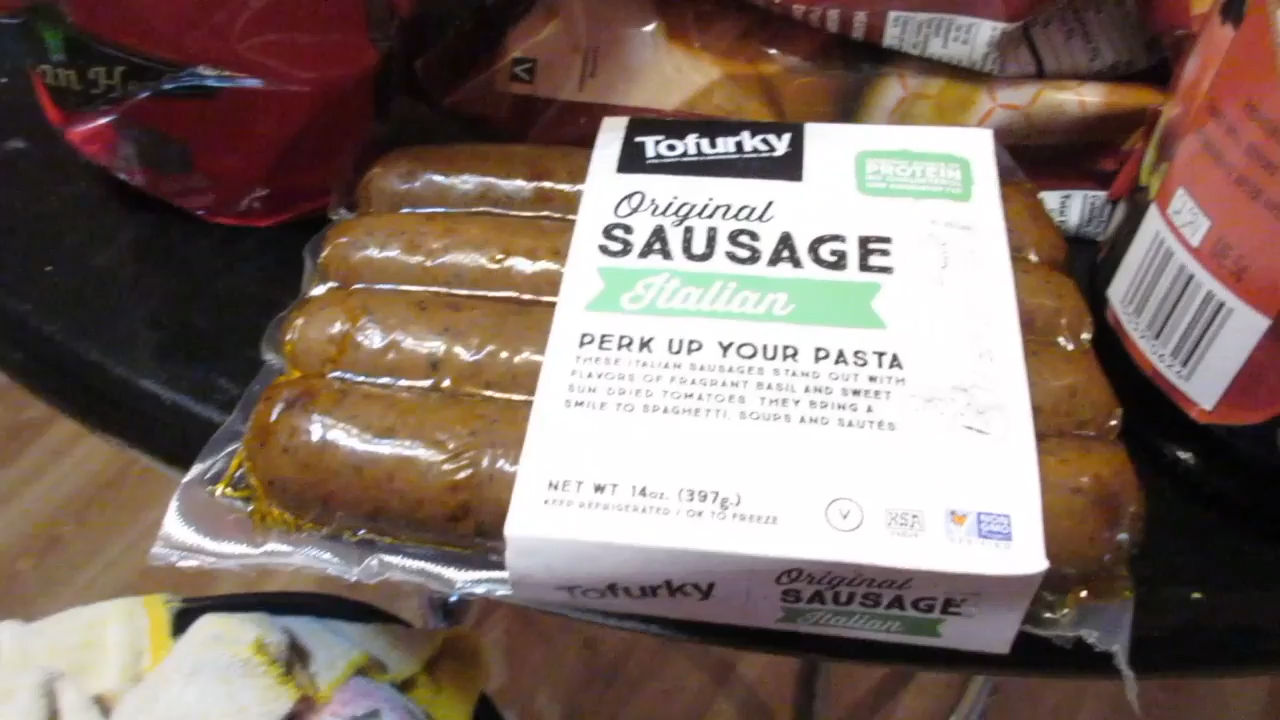 Tofurky
PROTEIN
Original
SAUSAGE
Italian
PERK UP YOUR PASTA
THESE ITALIAN SAUSAGES STAND OUT WITH
FLAVORS OF FRAGRANT BASIL AND SWEET
SUN DRIED TOMATOES. THEY BRING A
SMILE TO SPAGHETTI, SOUPS AND SAUTÉS.
NET WT 14oz. (397g.)
KEEP REFRIGERATED / OK TO FREEZE
V
KSA
NON
GMO
Tofurky
Original
SAUSAGE
Italian
V